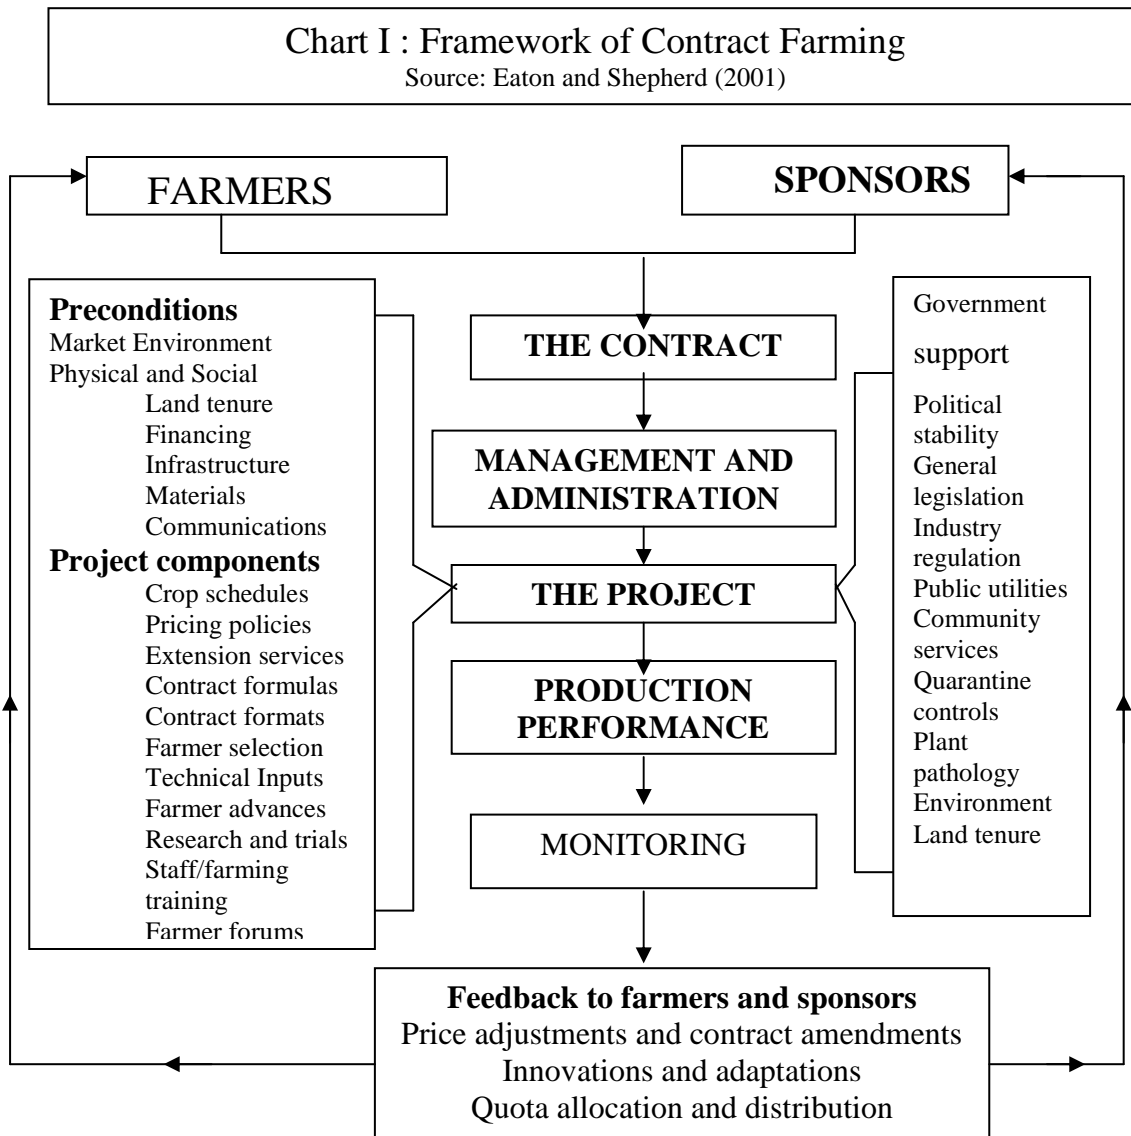 Chart I : Framework of Contract Farming
Source: Eaton and Shepherd (2001)
FARMERS
SPONSORS
Preconditions
Market Environment
Physical and Social
Land tenure
Financing
Infrastructure
Materials
Communications
Project components
Crop schedules
Pricing policies
Extension services
Contract formulas
Contract formats
Farmer selection
Technical Inputs
Farmer advances
Research and trials
Staff/farming
training
Farmer forums
THE CONTRACT
MANAGEMENT AND
ADMINISTRATION
THE PROJECT
PRODUCTION
PERFORMANCE
MONITORING
Government
support
Political
stability
General
legislation
Industry
regulation
Public utilities
Community
services
Quarantine
controls
Plant
pathology
Environment
Land tenure
Feedback to farmers and sponsors
Price adjustments and contract amendments
Innovations and adaptations
Quota allocation and distribution